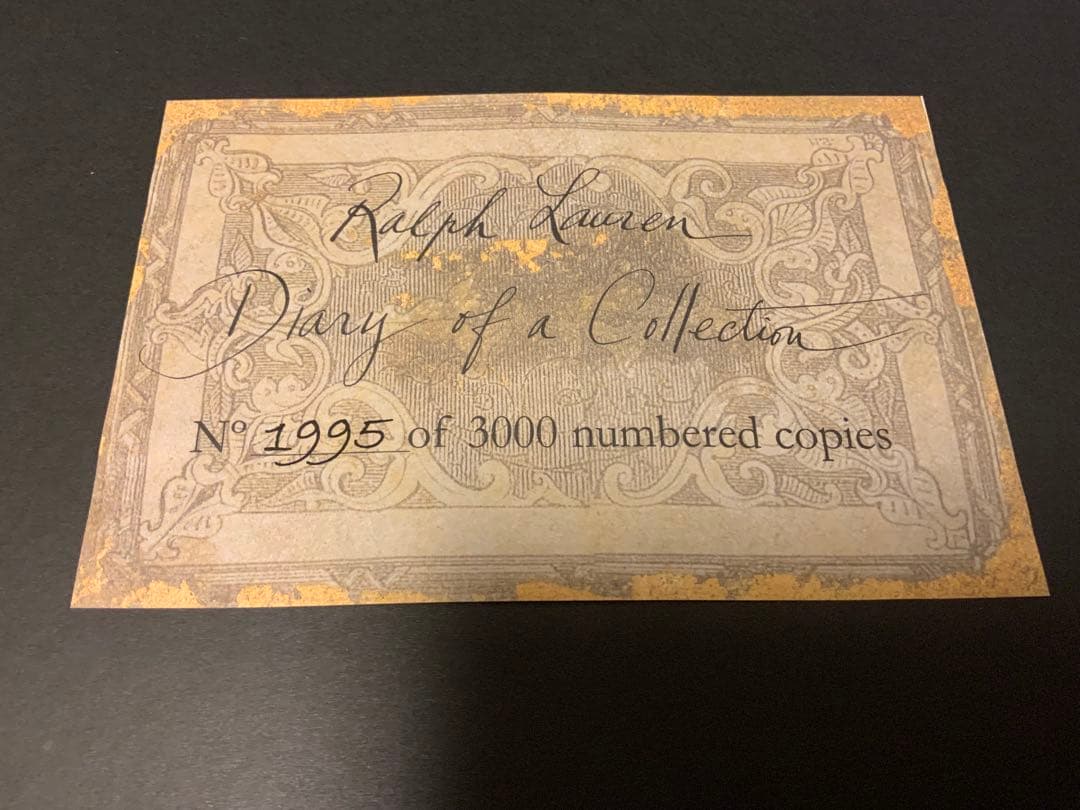 Ralph Lauren
Diary of a Collection
Nº 1995 of 3000 numbered copies